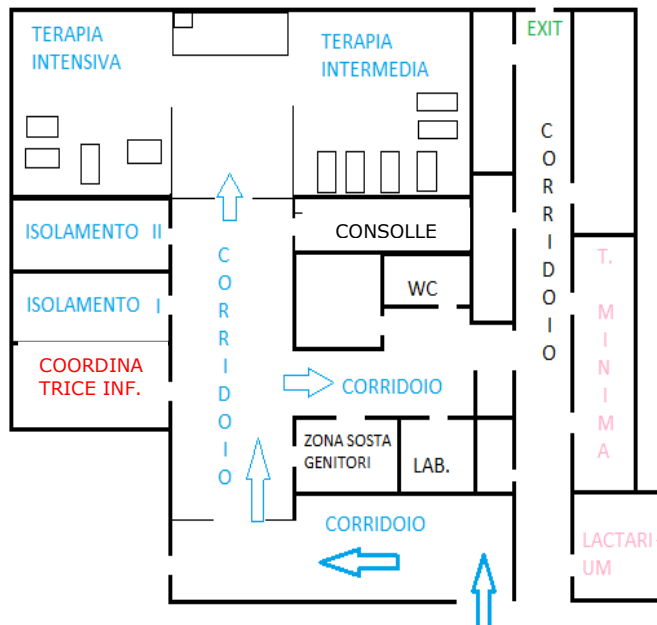 TERAPIA
INTENSIVA
TERAPIA
INTERMEDIA
EXIT
CORRIDOIO
ISOLAMENTO II
CONSOLLE
CORRIDOIO
T. MINIMA
WC
ISOLAMENTO I
COORDINA
TRICE INF.
CORRIDOIO
ZONA SOSTA
GENITORI
LAB.
CORRIDOIO
LACTARI-
UM